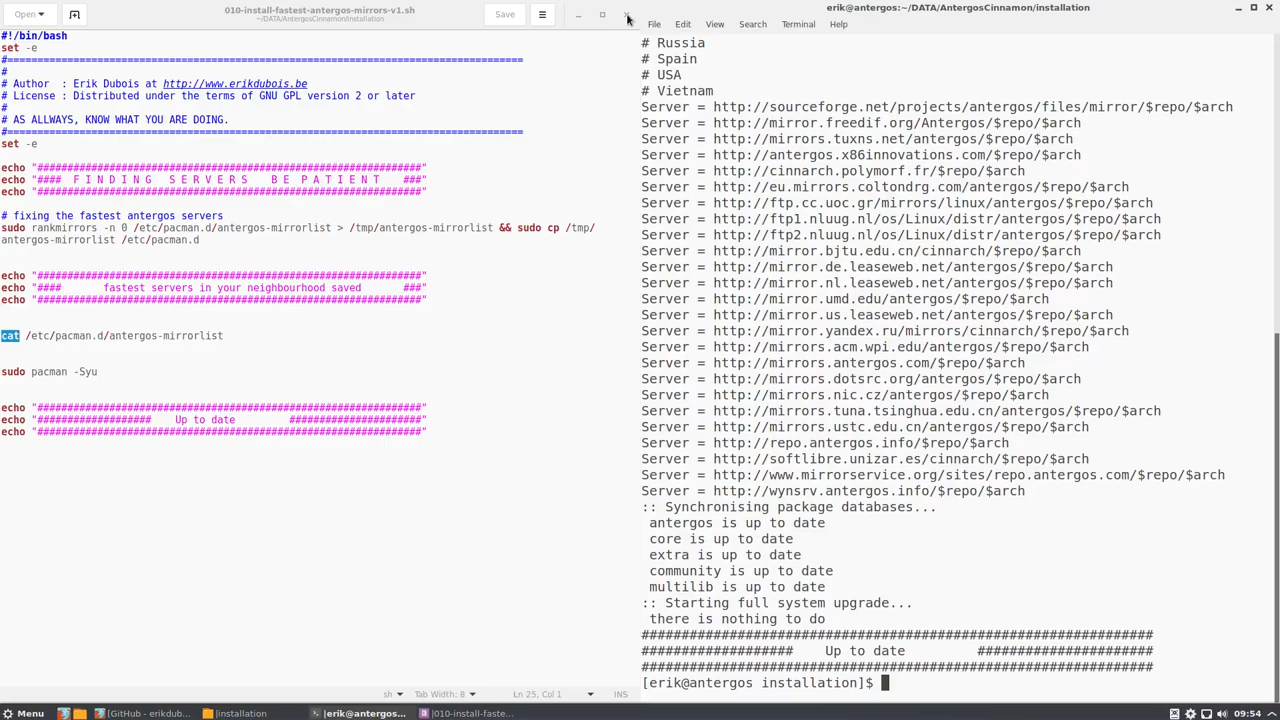 Open
010-install-fastest-antergos-mirrors-v1.sh
~/DATA/AntergosCinnamon/installation
Save
#!/bin/bash
set -e
#==================================================================================
#
# Author  : Erik Dubois at http://www.erikdubois.be
# License : Distributed under the terms of GNU GPL version 2 or later
#
# AS ALLWAYS, KNOW WHAT YOU ARE DOING.
#==================================================================================
set -e
echo "################################################################"
echo "####  F I N D I N G   S E R V E R S   B E  P A T I E N T    ###"
echo "################################################################"
# fixing the fastest antergos servers
sudo rankmirrors -n 0 /etc/pacman.d/antergos-mirrorlist > /tmp/antergos-mirrorlist && sudo cp /tmp/
antergos-mirrorlist /etc/pacman.d
echo "################################################################"
echo "####       fastest servers in your neighbourhood saved       ###"
echo "################################################################"
cat /etc/pacman.d/antergos-mirrorlist
sudo pacman -Syu
echo "################################################################"
echo "###################    Up to date         ######################"
echo "################################################################"
sh
Tab Width: 8
Ln 25, Col 1
INS
erik@antergos:~/DATA/AntergosCinnamon/installation
File Edit View Search Terminal Help
# Russia
# Spain
# USA
# Vietnam
Server = http://sourceforge.net/projects/antergos/files/mirror/$repo/$arch
Server = http://mirror.freedif.org/Antergos/$repo/$arch
Server = http://mirrors.tuxns.net/antergos/$repo/$arch
Server = http://antergos.x86innovations.com/$repo/$arch
Server = http://cinnarch.polymorf.fr/$repo/$arch
Server = http://eu.mirrors.coltondrg.com/antergos/$repo/$arch
Server = http://ftp.cc.uoc.gr/mirrors/linux/antergos/$repo/$arch
Server = http://ftp1.nluug.nl/os/Linux/distr/antergos/$repo/$arch
Server = http://ftp2.nluug.nl/os/Linux/distr/antergos/$repo/$arch
Server = http://mirror.bjtu.edu.cn/cinnarch/$repo/$arch
Server = http://mirror.de.leaseweb.net/antergos/$repo/$arch
Server = http://mirror.nl.leaseweb.net/antergos/$repo/$arch
Server = http://mirror.umd.edu/antergos/$repo/$arch
Server = http://mirror.us.leaseweb.net/antergos/$repo/$arch
Server = http://mirror.yandex.ru/mirrors/cinnarch/$repo/$arch
Server = http://mirrors.acm.wpi.edu/antergos/$repo/$arch
Server = http://mirrors.antergos.com/$repo/$arch
Server = http://mirrors.dotsrc.org/antergos/$repo/$arch
Server = http://mirrors.nic.cz/antergos/$repo/$arch
Server = http://mirrors.tuna.tsinghua.edu.cn/antergos/$repo/$arch
Server = http://mirrors.ustc.edu.cn/antergos/$repo/$arch
Server = http://repo.antergos.info/$repo/$arch
Server = http://softlibre.unizar.es/cinnarch/$repo/$arch
Server = http://www.mirrorservice.org/sites/repo.antergos.com/$repo/$arch
Server = http://wynsrv.antergos.info/$repo/$arch
:: Synchronising package databases...
antergos is up to date
core is up to date
extra is up to date
community is up to date
multilib is up to date
:: Starting full system upgrade...
there is nothing to do
################################################################
###################    Up to date         ######################
################################################################
[erik@antergos installation]$
Menu
[GitHub - erikdub...
|installation
|erik@antergos:...
|010-install-faste...
09:54